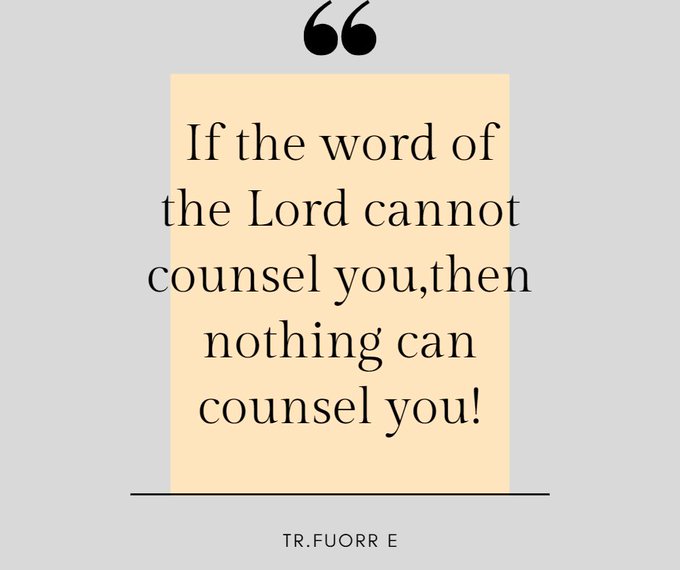 “
If the word of
the Lord cannot
counsel you,then
nothing can
counsel you!
TR.FUORR E